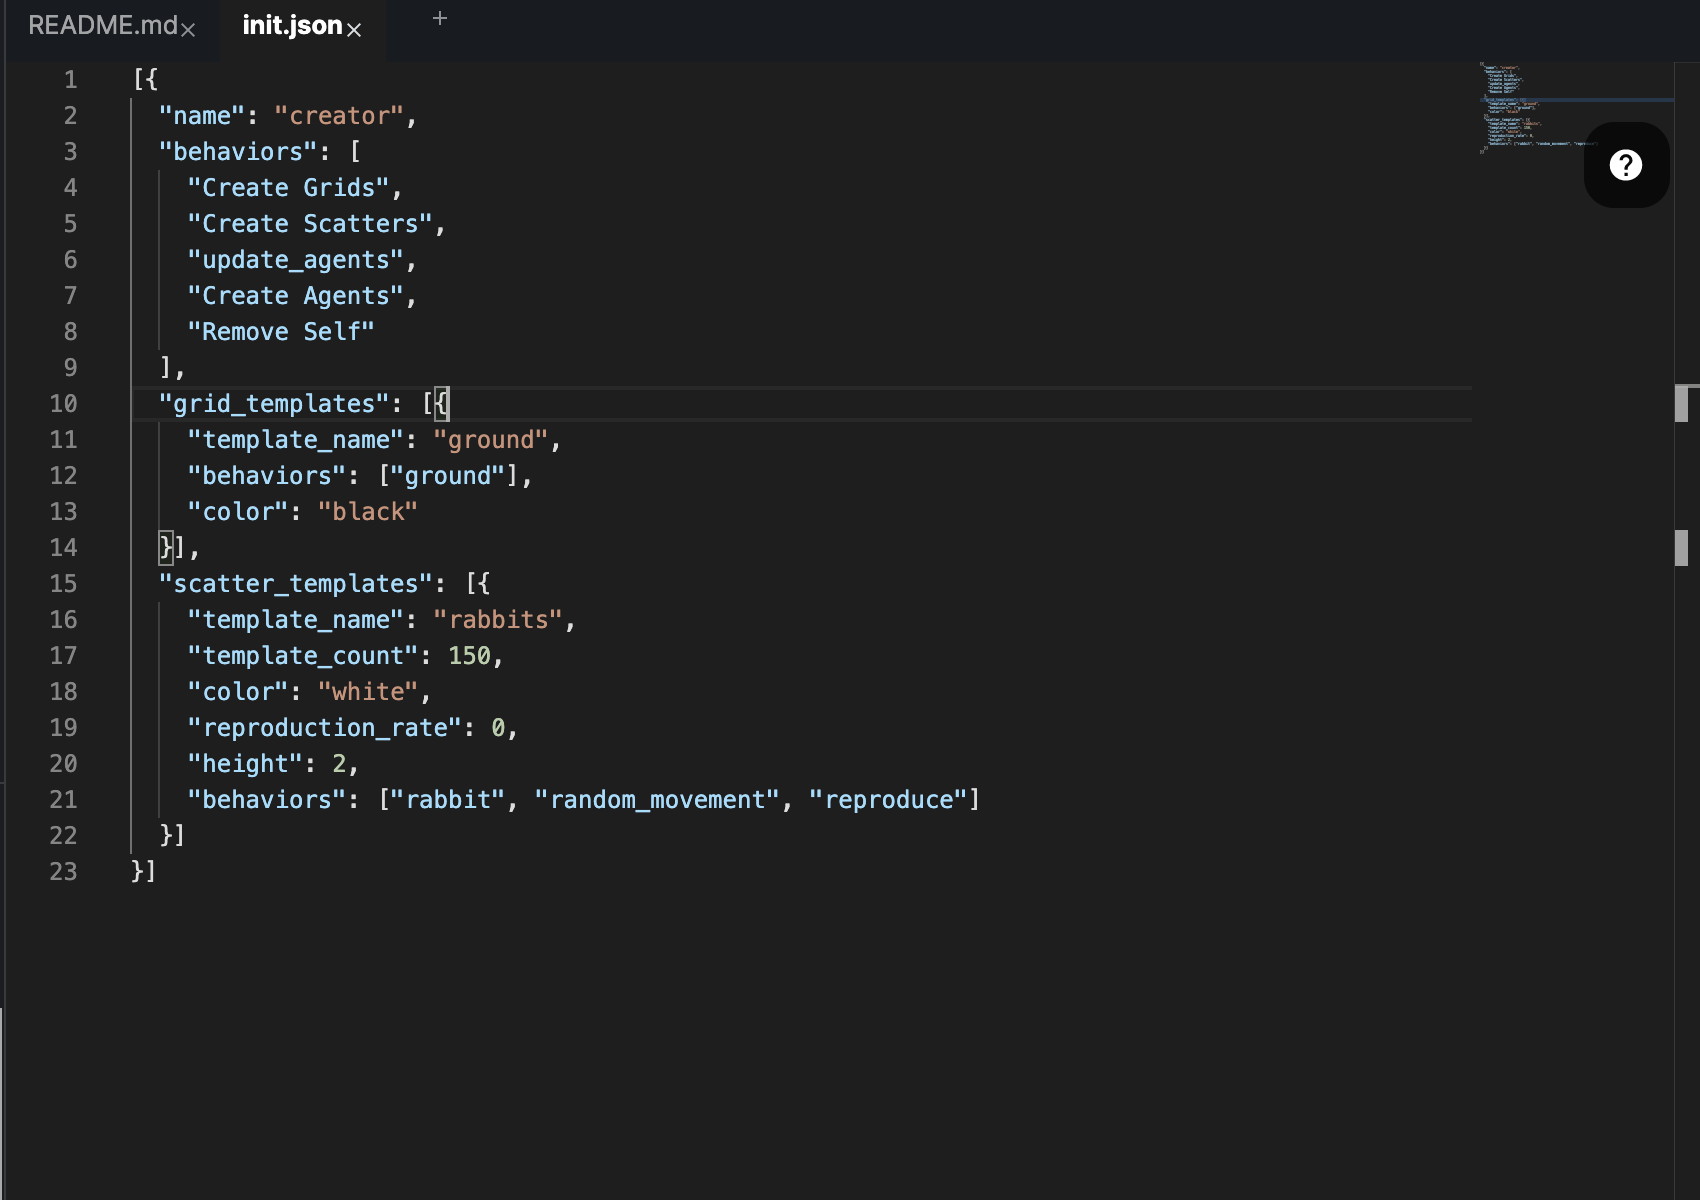 README.md× init.json× +
1 [{
2 "name": "creator",
3 "behaviors": [
4 "Create Grids",
5 "Create Scatters",
6 "update_agents",
7 "Create Agents",
8 "Remove Self"
9 ],
10 "grid_templates": [{
11 "template_name": "ground",
12 "behaviors": ["ground"],
13 "color": "black"
14 }],
15 "scatter_templates": [{
16 "template_name": "rabbits",
17 "template_count": 150,
18 "color": "white",
19 "reproduction_rate": 0,
20 "height": 2,
21 "behaviors": ["rabbit", "random_movement", "reproduce"]
22 }]
23 }]
?